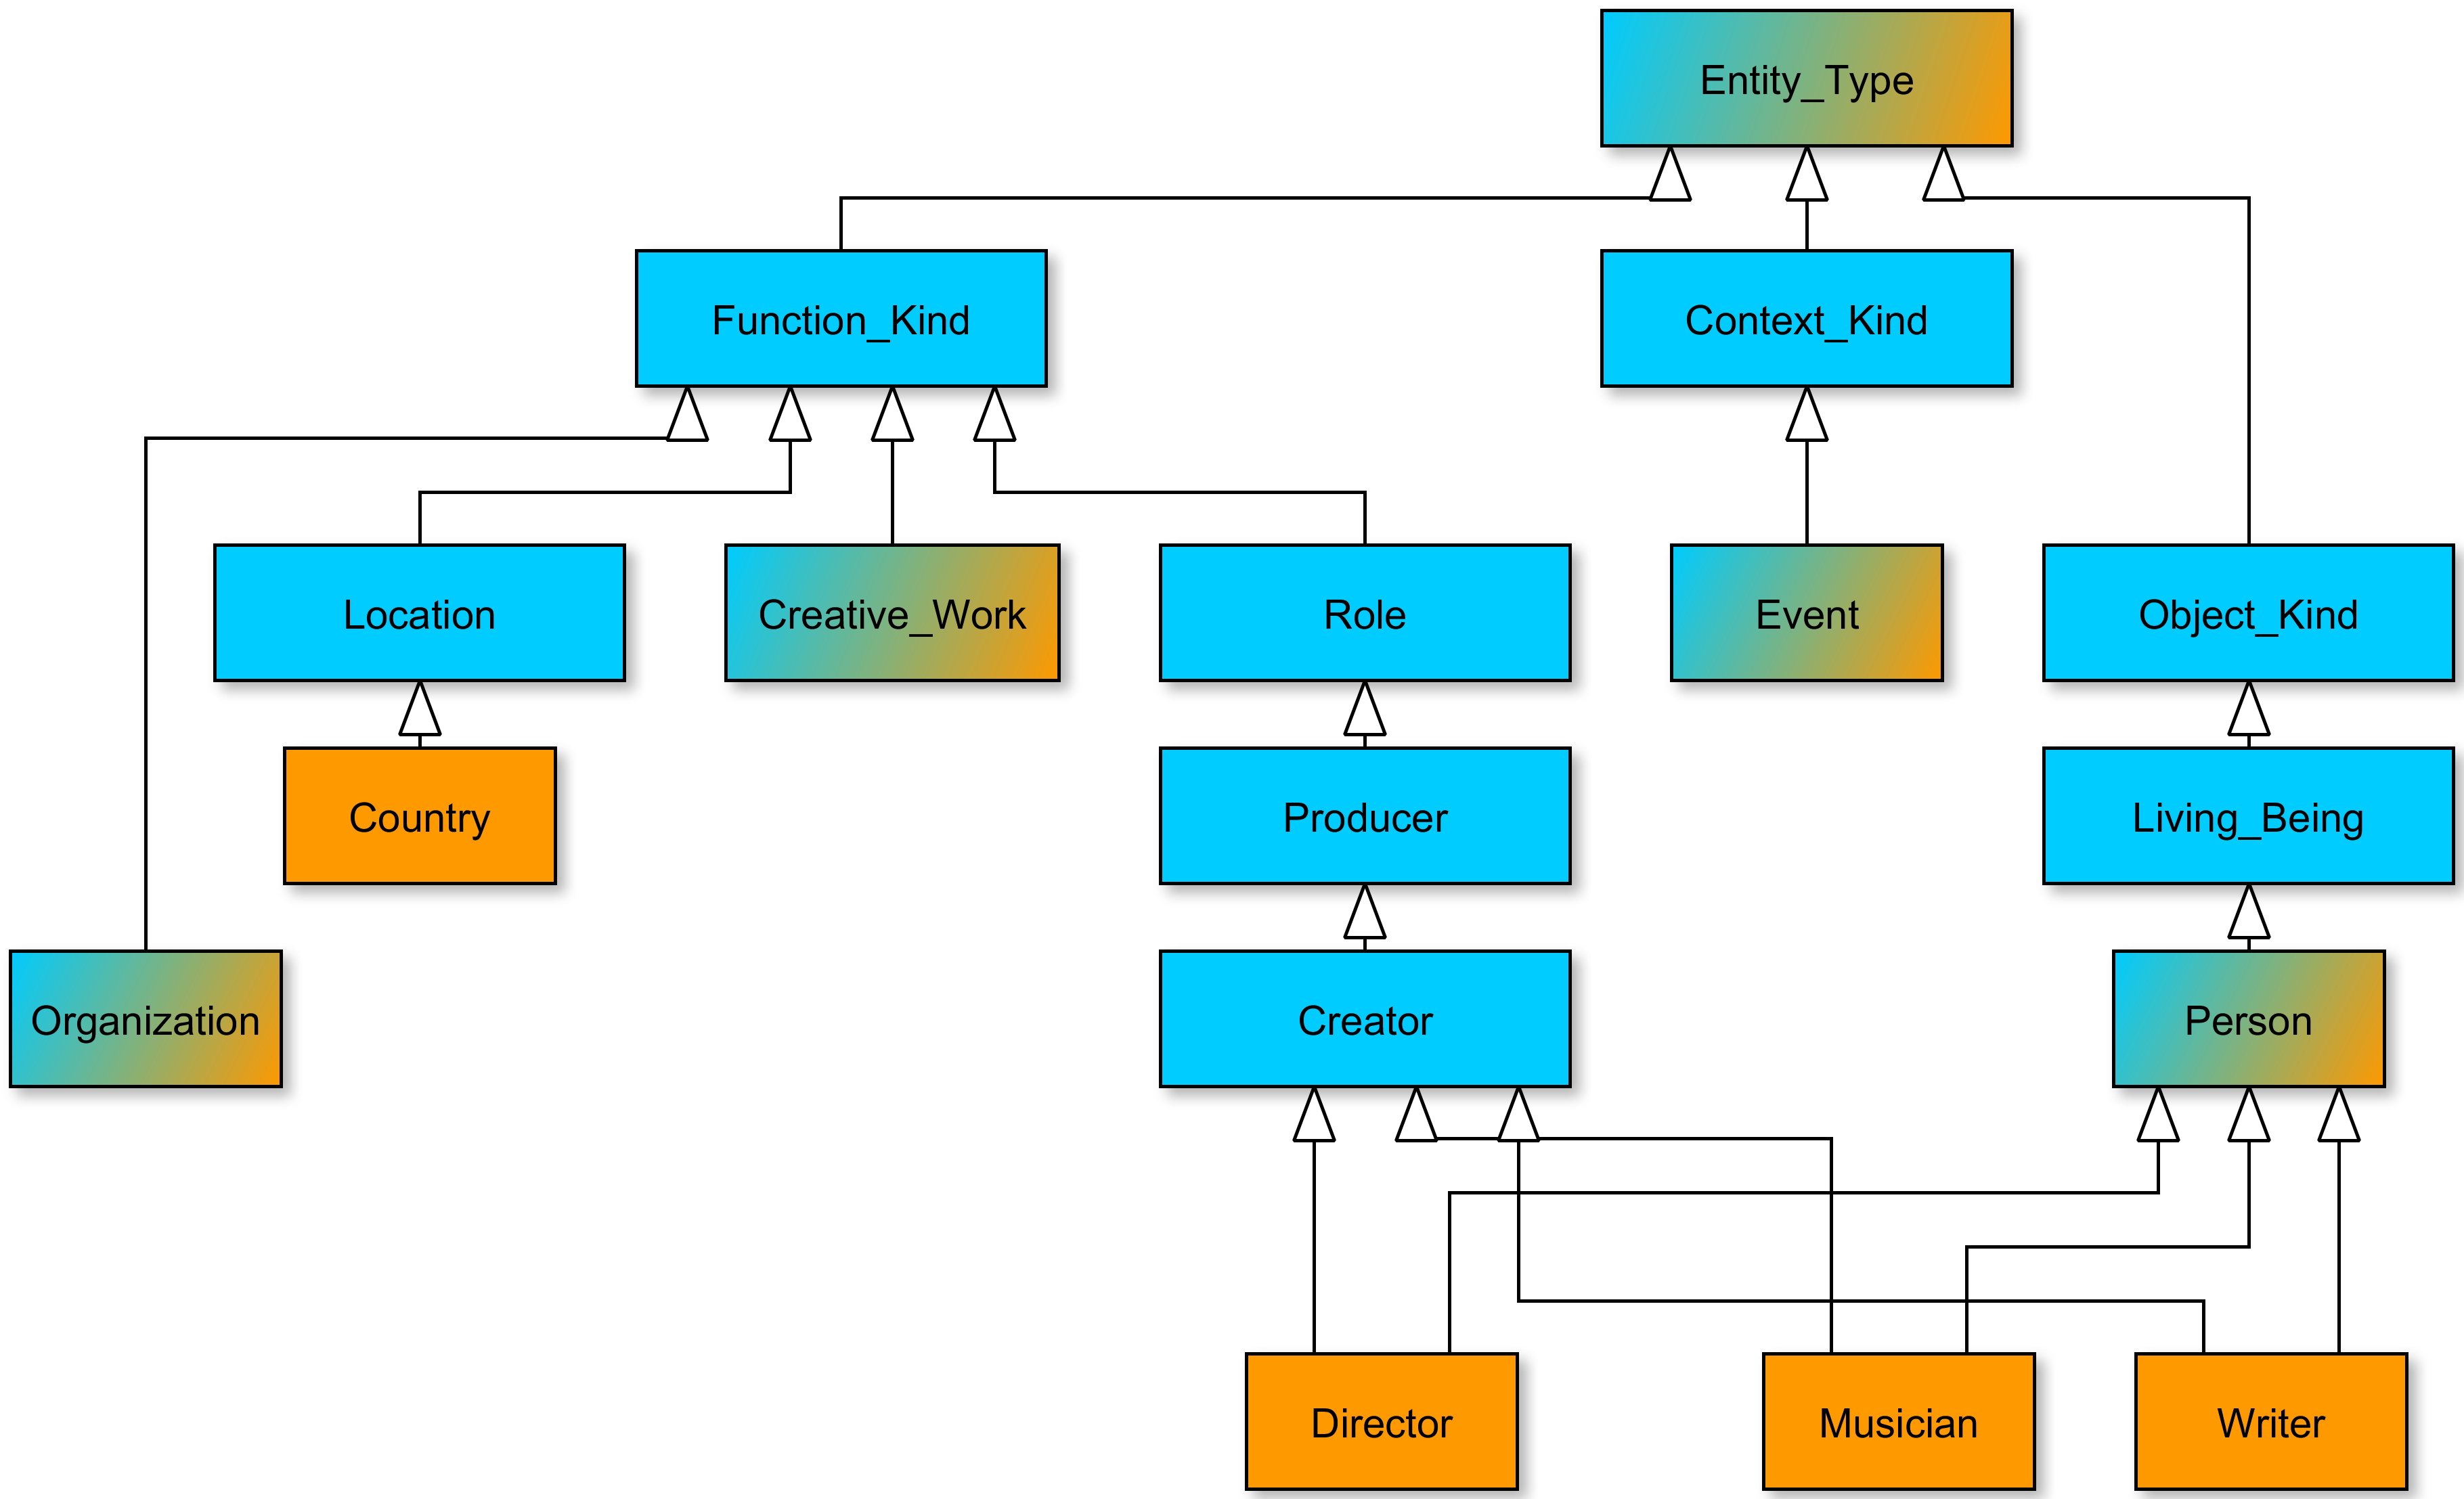 Entity_Type
Function_Kind
Context_Kind
Location
Creative_Work
Role
Event
Object_Kind
Country
Producer
Living_Being
Organization
Creator
Person
Director
Musician
Writer